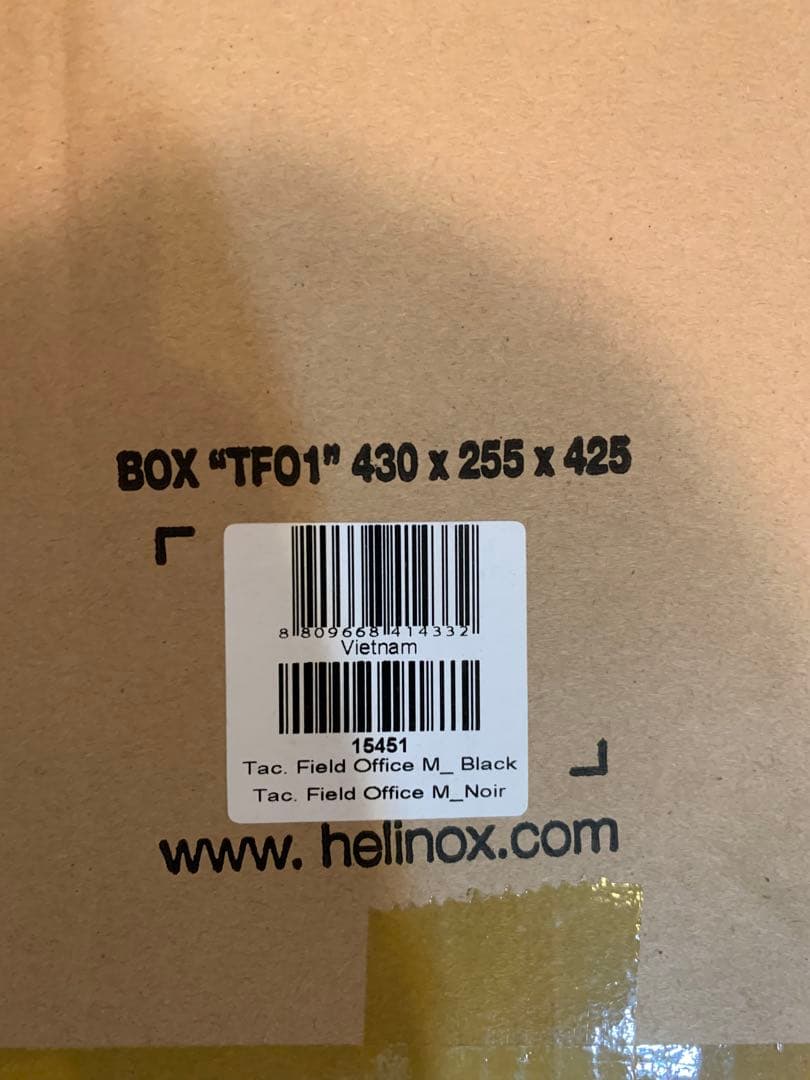 BOX “TFO1” 430 x 255 x 425
8 809668 414332
Vietnam
15451
Tac. Field Office M_ Black
Tac. Field Office M_Noir
www. helinox.com